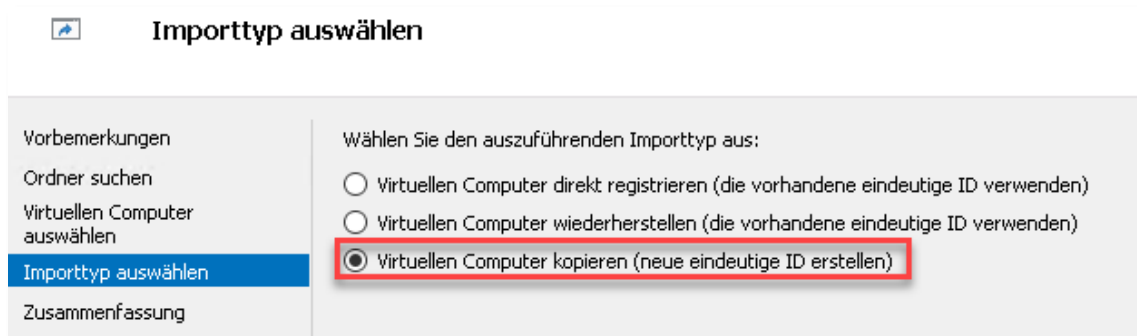 Importtyp auswählen
Vorbemerkungen
Ordner suchen
Virtuellen Computer
auswählen
Importtyp auswählen
Zusammenfassung
Wählen Sie den auszuführenden Importtyp aus:
Virtuellen Computer direkt registrieren (die vorhandene eindeutige ID verwenden)
Virtuellen Computer wiederherstellen (die vorhandene eindeutige ID verwenden)
Virtuellen Computer kopieren (neue eindeutige ID erstellen)